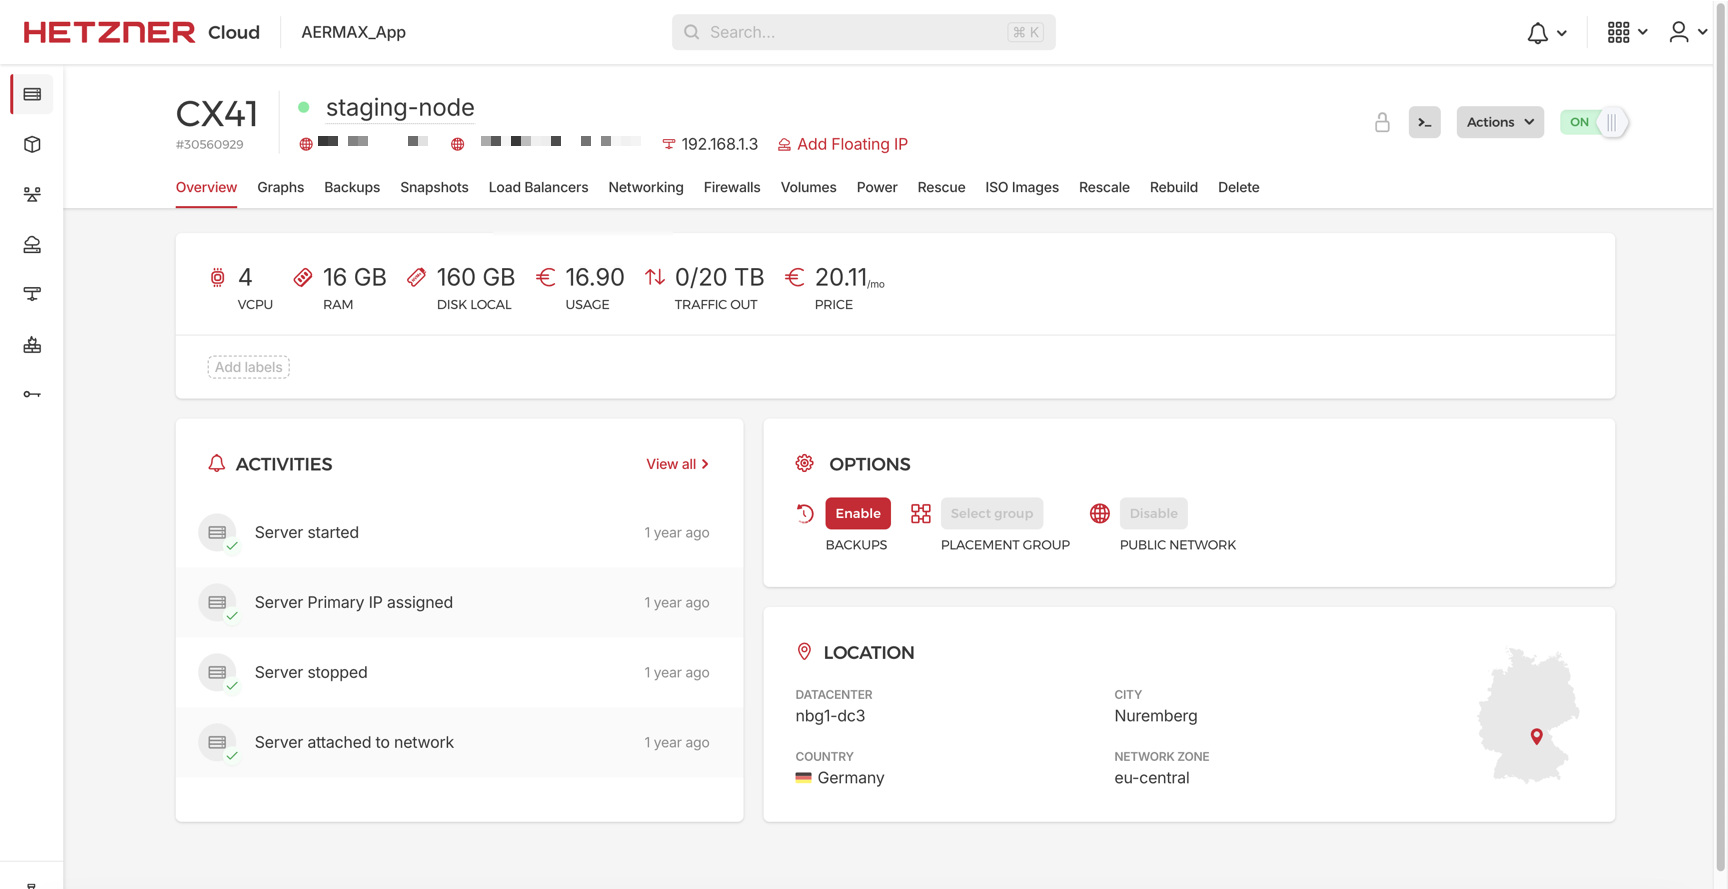 HETZNER Cloud AERMAX_App Search... ⌘ K
CX41 staging-node
#30560929 192.168.1.3 Add Floating IP
>_ Actions ON
Overview Graphs Backups Snapshots Load Balancers Networking Firewalls Volumes Power Rescue ISO Images Rescale Rebuild Delete
4 16 GB 160 GB € 16.90 0/20 TB € 20.11/mo
VCPU RAM DISK LOCAL USAGE TRAFFIC OUT PRICE
Add labels
ACTIVITIES View all
Server started 1 year ago
Server Primary IP assigned 1 year ago
Server stopped 1 year ago
Server attached to network 1 year ago
OPTIONS
Enable Select group Disable
BACKUPS PLACEMENT GROUP PUBLIC NETWORK
LOCATION
DATACENTER CITY
nbg1-dc3 Nuremberg
COUNTRY NETWORK ZONE
Germany eu-central